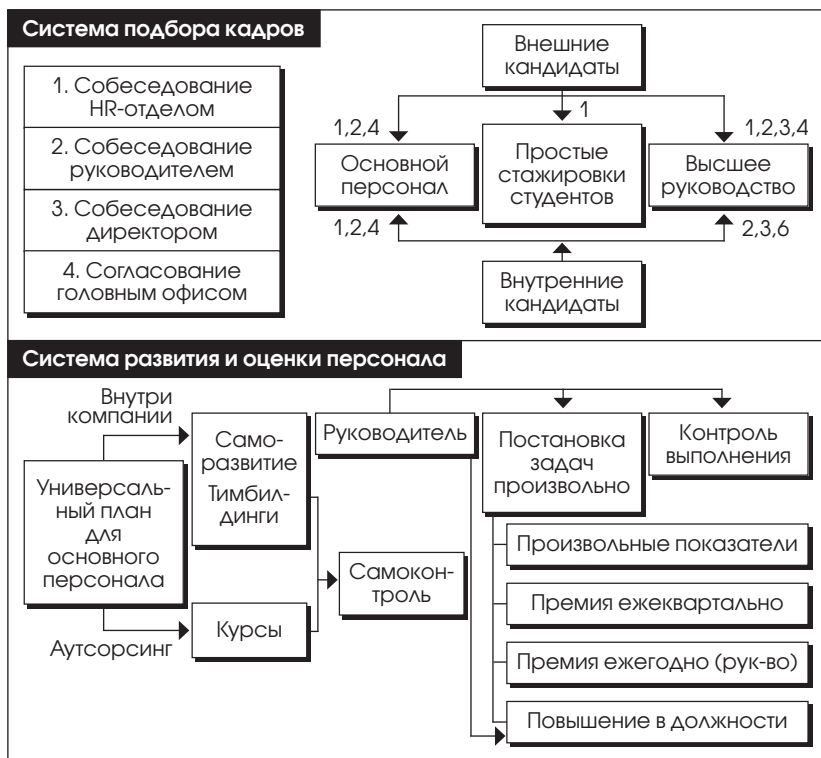 Система подбора кадров
1. Собеседование
HR-отделом
2. Собеседование
руководителем
3. Собеседование
директором
4. Согласование
головным офисом
Внешние
кандидаты
1,2,4
1
1,2,3,4
Основной
персонал
Простые
стажировки
студентов
Высшее
руководство
1,2,4
2,3,6
Внутренние
кандидаты
Система развития и оценки персонала
Внутри
компании
Универсаль-
ный план
для
основного
персонала
Аутсорсинг
Само-
развитие
Тимбил-
динги
Курсы
Самокон-
троль
Руководитель
Постановка
задач
произвольно
Контроль
выполнения
Произвольные показатели
Премия ежеквартально
Премия ежегодно (рук-во)
Повышение в должности